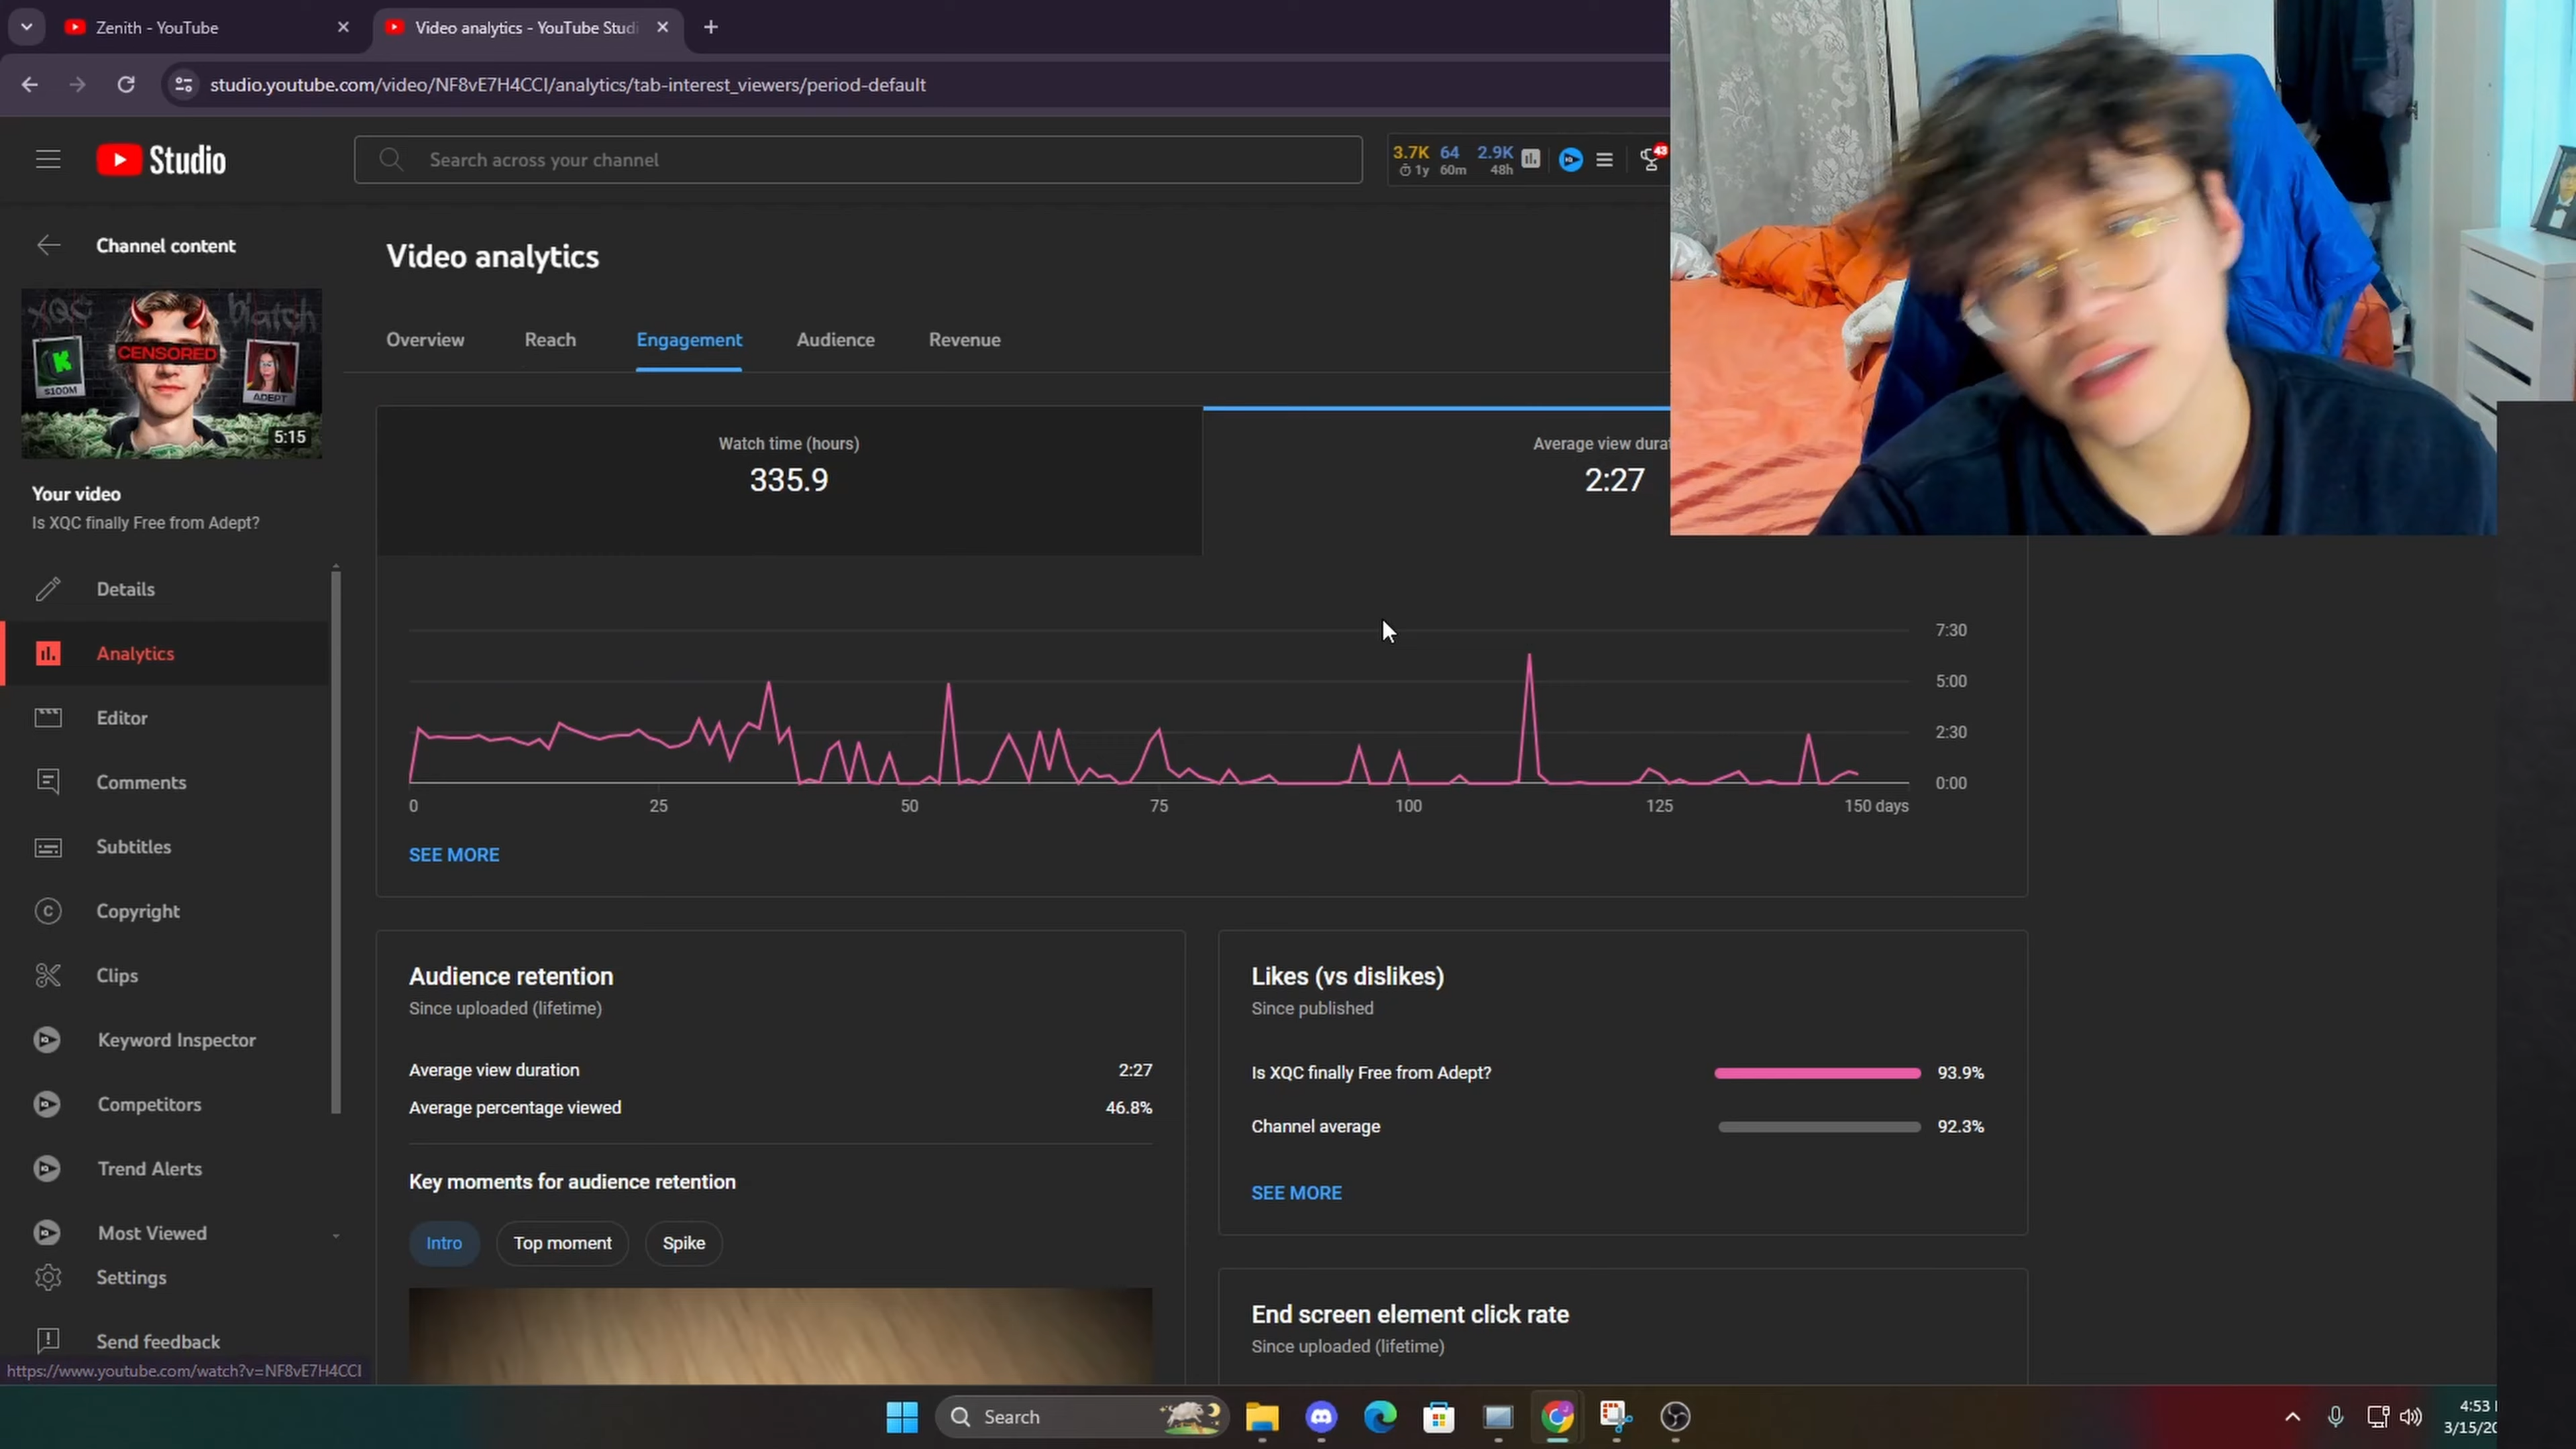 Zenith - YouTube
Video analytics - YouTube Studi
studio.youtube.com/video/NF8vE7H4CCI/analytics/tab-interest_viewers/period-default
Studio
Search across your channel
3.7K 64 2.9K
1y 60m 48h
43
Channel content
XQC
biatch
CENSORED
K
$100M
ADEPT
5:15
Your video
Is XQC finally Free from Adept?
Details
Analytics
Editor
Comments
Subtitles
Copyright
Clips
Keyword Inspector
Competitors
Trend Alerts
Most Viewed
Settings
Send feedback
https://www.youtube.com/watch?v=NF8vE7H4CCI
Video analytics
Overview Reach Engagement Audience Revenue
Watch time (hours)
335.9
Average view durat
2:27
7:30
5:00
2:30
0:00
0 25 50 75 100 125 150 days
SEE MORE
Audience retention
Since uploaded (lifetime)
Average view duration 2:27
Average percentage viewed 46.8%
Key moments for audience retention
Intro Top moment Spike
Likes (vs dislikes)
Since published
Is XQC finally Free from Adept? 93.9%
Channel average 92.3%
SEE MORE
End screen element click rate
Since uploaded (lifetime)
Search
4:53
3/15/20